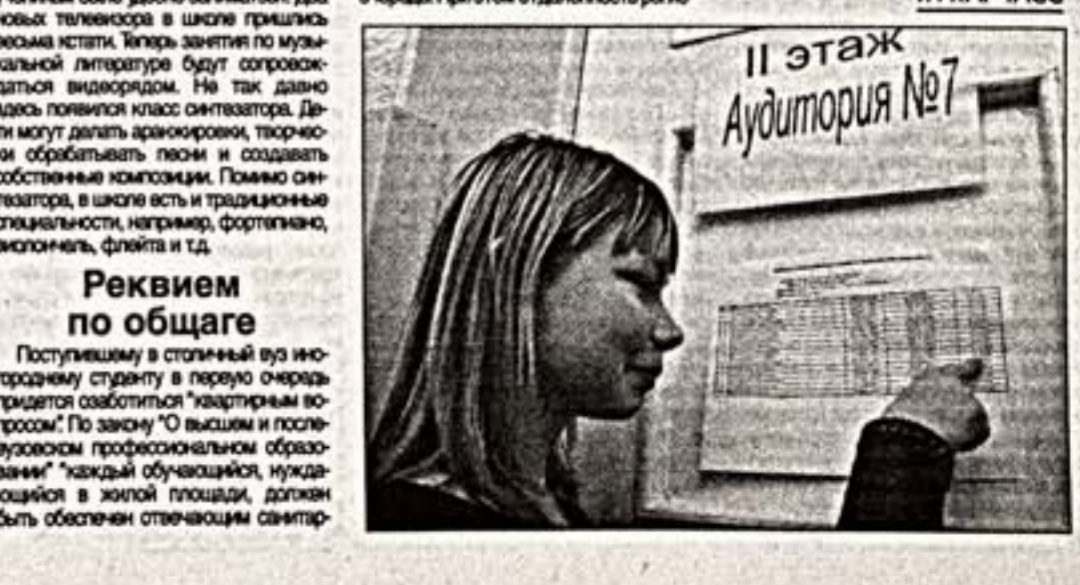 новых телевизора в школе пришлись
весьма кстати. Теперь занятия по музы-
кальной литературе будут сопровож-
даться видеорядом. Не так давно
здесь появился класс синтезатора. Де-
ти могут делать аранжировки, творчес-
ки обрабатывать песни и создавать
собственные композиции. Помимо син-
тезатора, в школе есть и традиционные
специальности, например, фортепиано,
виолончель, флейта и т.д.
Реквием
по общаге
Поступившему в столичный вуз ино-
городнему студенту в первую очередь
придется озаботиться "квартирным во-
просом". По закону "О высшем и после-
вузовском профессиональном образо-
вании" "каждый обучающийся, нужда-
ющийся в жилой площади, должен
быть обеспечен отвечающим санитар-
II этаж
Аудитория №7